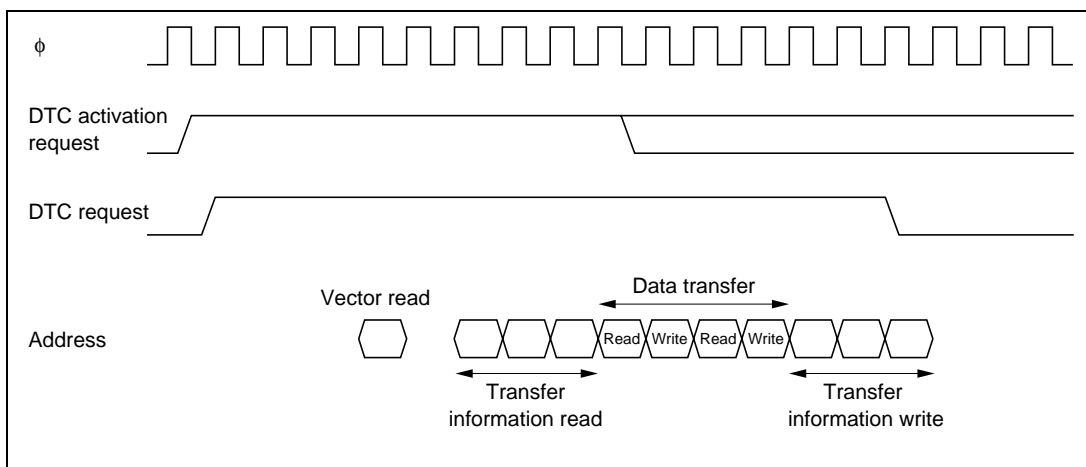 ϕ
DTC activation
request
DTC request
Vector read
Data transfer
Address
Read Write Read Write
Transfer
information read
Transfer
information write